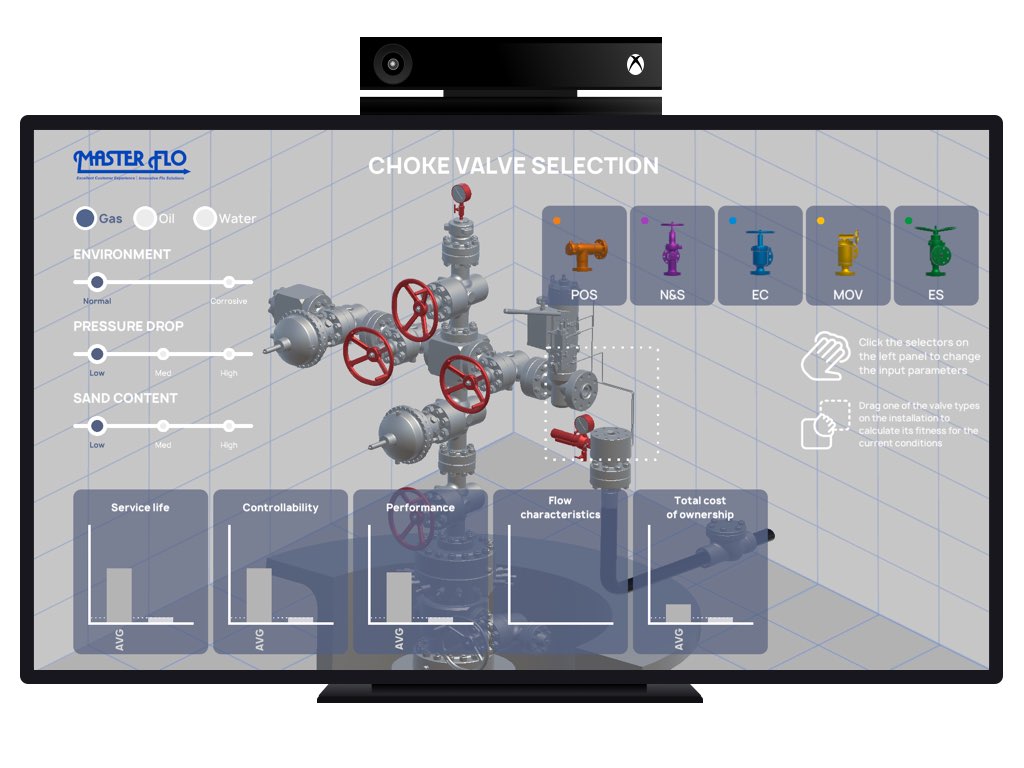 MASTER FLO
Excellent Customer Experience | Innovative Flo Solutions
CHOKE VALVE SELECTION
Gas
Oil
Water
ENVIRONMENT
Normal
Corrosive
PRESSURE DROP
Low
Med
High
SAND CONTENT
Low
Med
High
POS
N&S
EC
MOV
ES
Click the selectors on
the left panel to change
the input parameters
Drag one of the valve types
on the installation to
calculate its fitness for the
current conditions
Service life
AVG
Controllability
AVG
Performance
AVG
Flow
characteristics
Total cost
of ownership
AVG